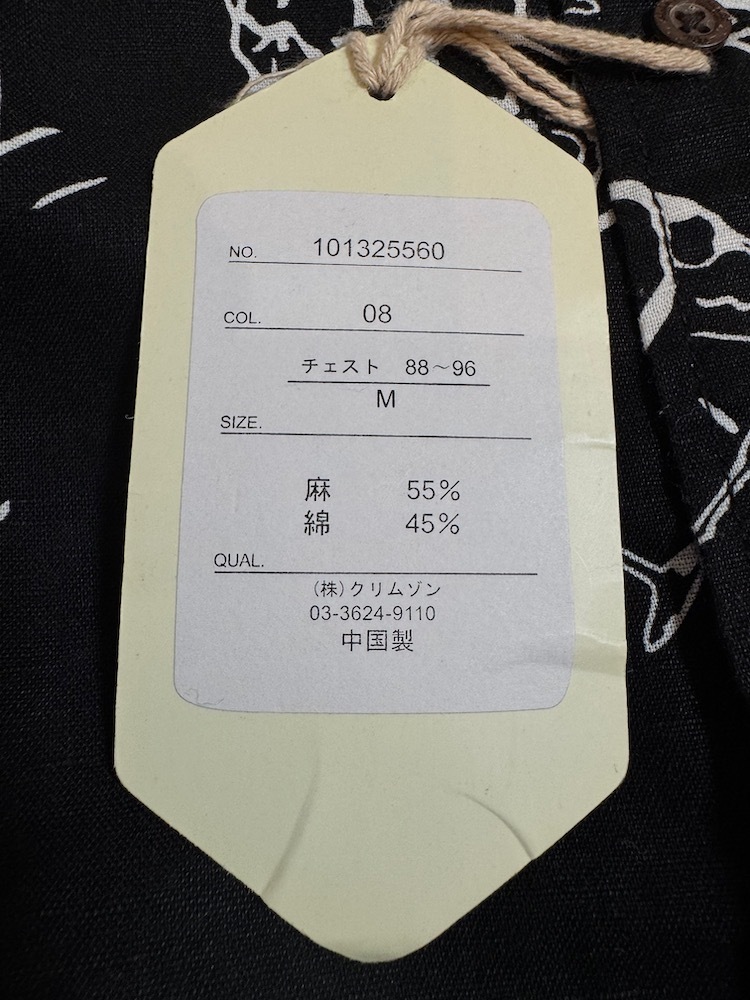 NO. 101325560
COL. 08
チェスト 88~96
M
SIZE.
麻 55%
綿 45%
QUAL.
(株)クリムゾン
03-3624-9110
中国製